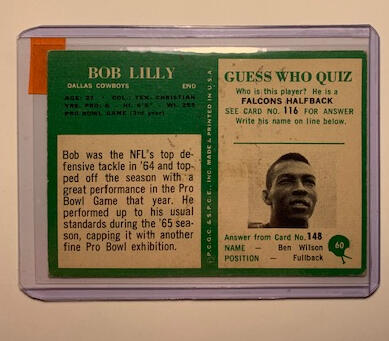 BOB LILLY
DALLAS COWBOYS END
AGE: 27 • COL.: TEX. CHRISTIAN
YRS. PRO: 6 • HT. 6'5" • WT. 255
PRO BOWL GAME (3rd year)
Bob was the NFL's top de-
fensive tackle in '64 and top-
ped off the season with a
great performance in the Pro
Bowl Game that year. He
performed up to his usual
standards during the '65 sea-
son, capping it with another
fine Pro Bowl exhibition.
P.C.G.C. & S.P.C.E., INC. MADE & PRINTED IN U.S.A.
GUESS WHO QUIZ
Who is this player? He is a
FALCONS HALFBACK
SEE CARD NO. 116 FOR ANSWER
Write his name on line below.
Answer from Card No. 148
NAME — Ben Wilson
POSITION — Fullback
60